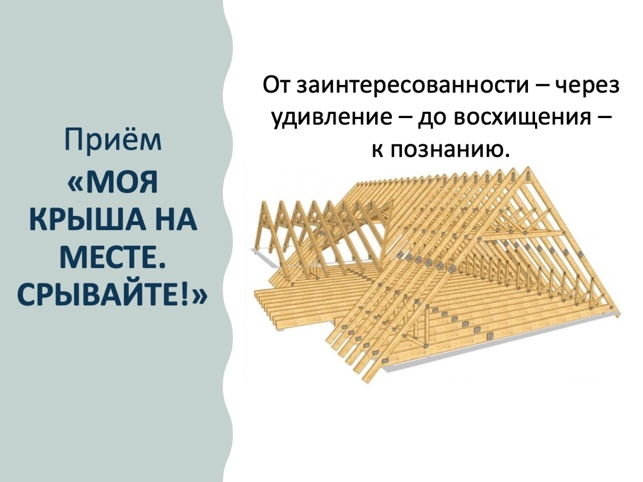 Приём
«МОЯ
КРЫША НА
МЕСТЕ.
СРЫВАЙТЕ!»
От заинтересованности – через
удивление – до восхищения –
к познанию.